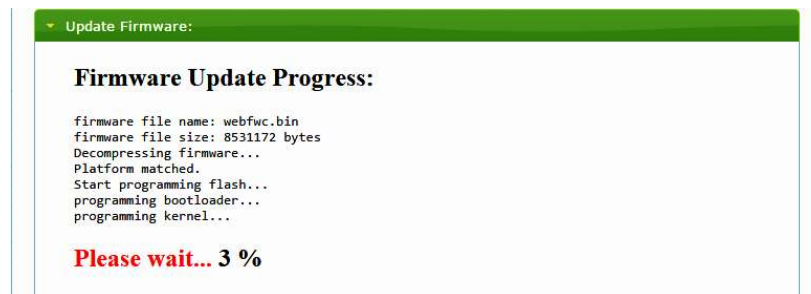 Update Firmware:
Firmware Update Progress:
firmware file name: webfwc.bin
firmware file size: 8531172 bytes
Decompressing firmware...
Platform matched.
Start programming flash...
programming bootloader...
programming kernel...
Please wait... 3 %